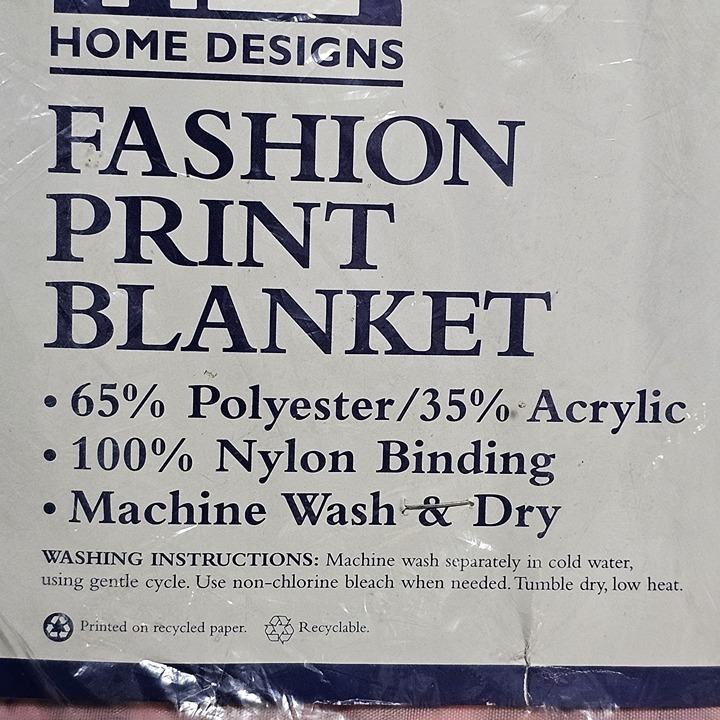 HOME DESIGNS
FASHION
PRINT
BLANKET
• 65% Polyester/35% Acrylic
• 100% Nylon Binding
• Machine Wash & Dry
WASHING INSTRUCTIONS: Machine wash separately in cold water,
using gentle cycle. Use non-chlorine bleach when needed. Tumble dry, low heat.
Printed on recycled paper. Recyclable.